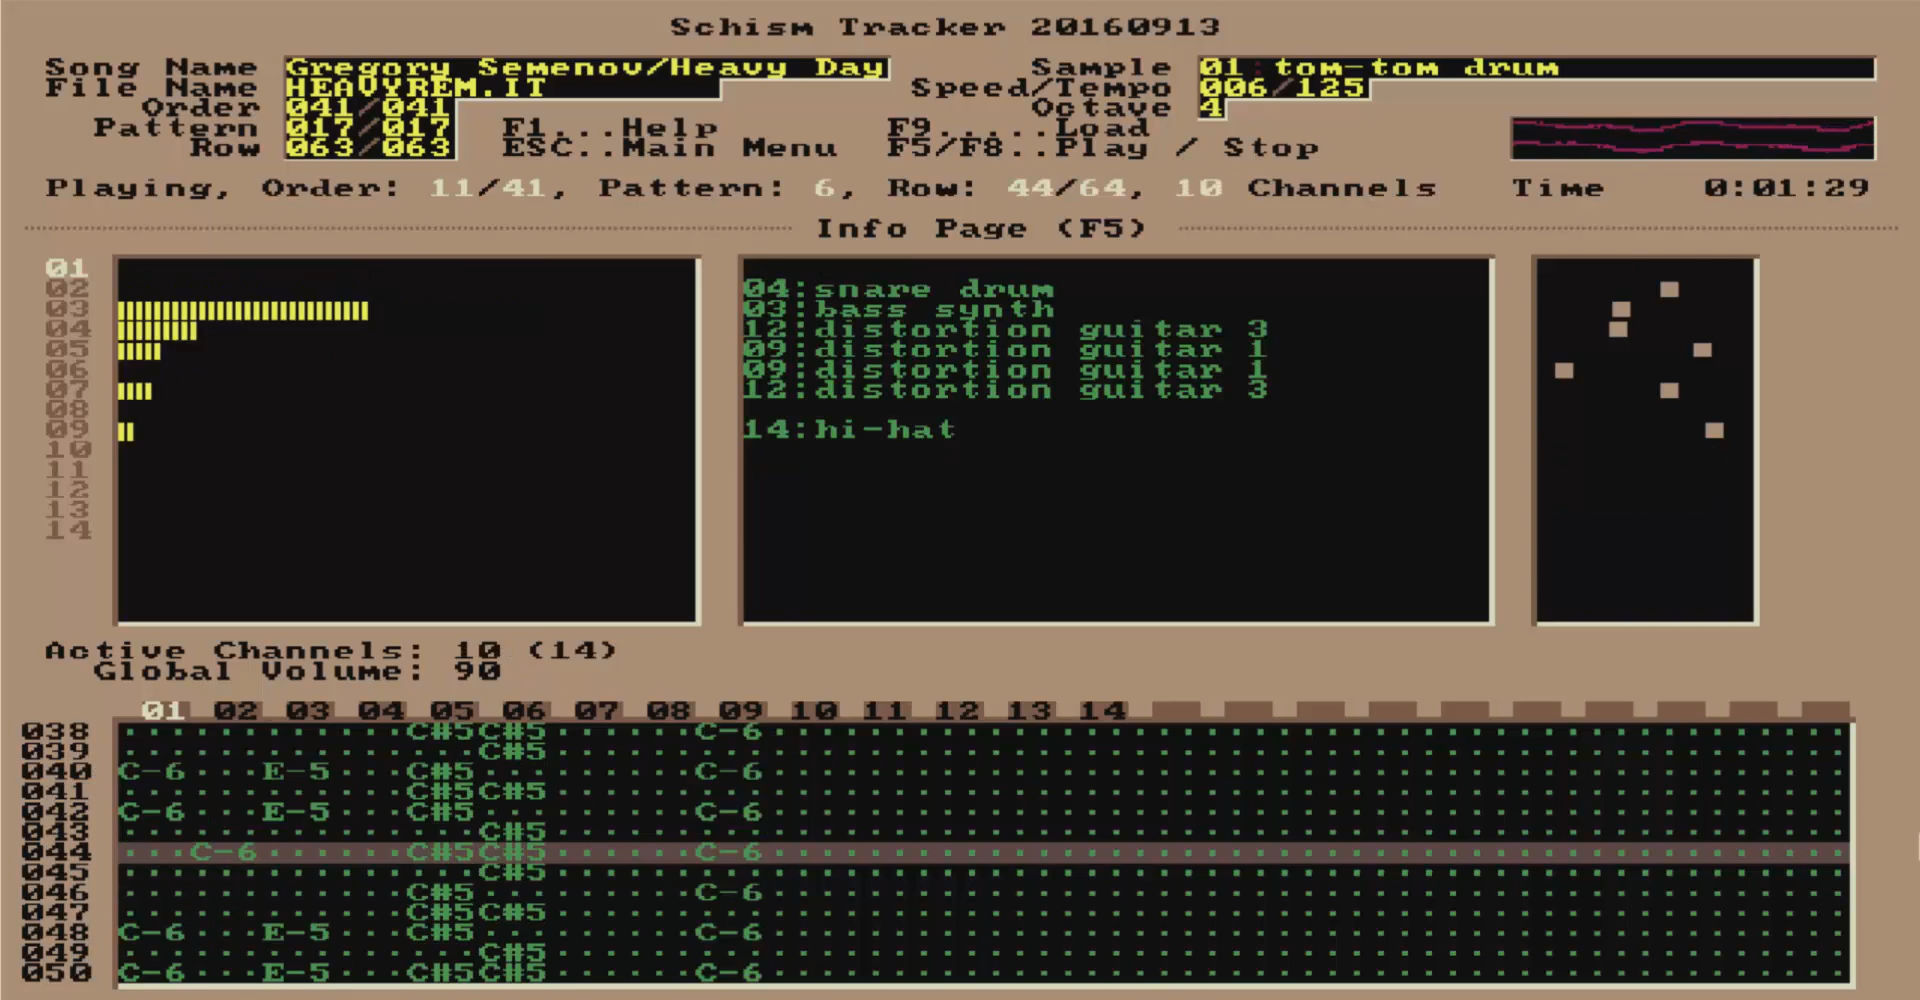 Schism Tracker 20160913
Song Name Gregory Semenov/Heavy Day Sample 01: tom-tom drum
File Name HEAVYREM.IT Speed/Tempo 006/125
Order 041/041 Octave 4
Pattern 017/017 F1...Help F9.....Load
Row 063/063 ESC..Main Menu F5/F8..Play / Stop
Playing, Order: 11/41, Pattern: 6, Row: 44/64, 10 Channels Time 0:01:29
Info Page (F5)
01
02 04:snare drum
03 03:bass synth
04 12:distortion guitar 3
05 09:distortion guitar 1
06 09:distortion guitar 1
07 12:distortion guitar 3
08
09 14:hi-hat
10
11
12
13
14
Active Channels: 10 (14)
Global Volume: 90
01 02 03 04 05 06 07 08 09 10 11 12 13 14
038 C#5 C#5 C-6
039 C#5
040 C-6 E-5 C#5 C-6
041 C#5 C#5
042 C-6 E-5 C#5 C-6
043 C#5
044 C-6 C#5 C#5 C-6
045 C#5
046 C#5 C-6
047 C#5 C#5
048 C-6 E-5 C#5 C-6
049 C#5
050 C-6 E-5 C#5 C#5 C-6